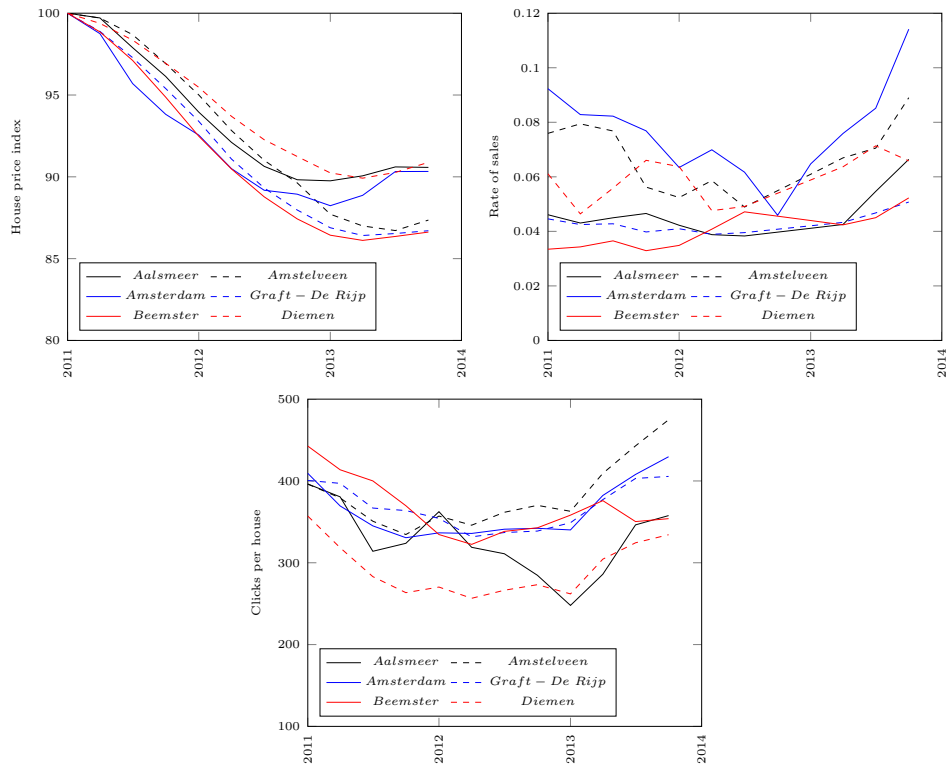 House price index
100
95
90
85
80
2011
2012
2013
2014
Aalsmeer
Amstelveen
Amsterdam
Graft − De Rijp
Beemster
Diemen
Rate of sales
0.12
0.1
0.08
0.06
0.04
0.02
0
2011
2012
2013
2014
Aalsmeer
Amstelveen
Amsterdam
Graft − De Rijp
Beemster
Diemen
Clicks per house
500
400
300
200
100
2011
2012
2013
2014
Aalsmeer
Amstelveen
Amsterdam
Graft − De Rijp
Beemster
Diemen